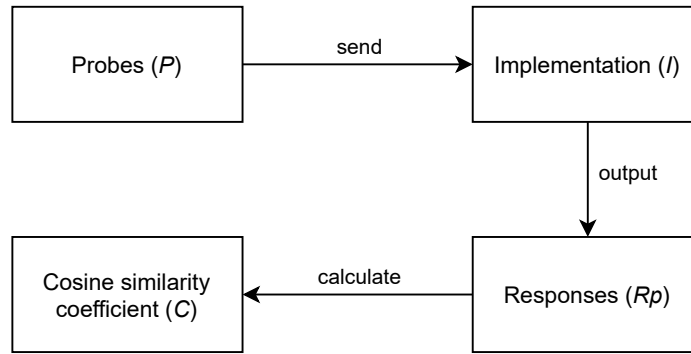 Probes (P)
send
Implementation (I)
output
Cosine similarity
coefficient (C)
calculate
Responses (Rp)